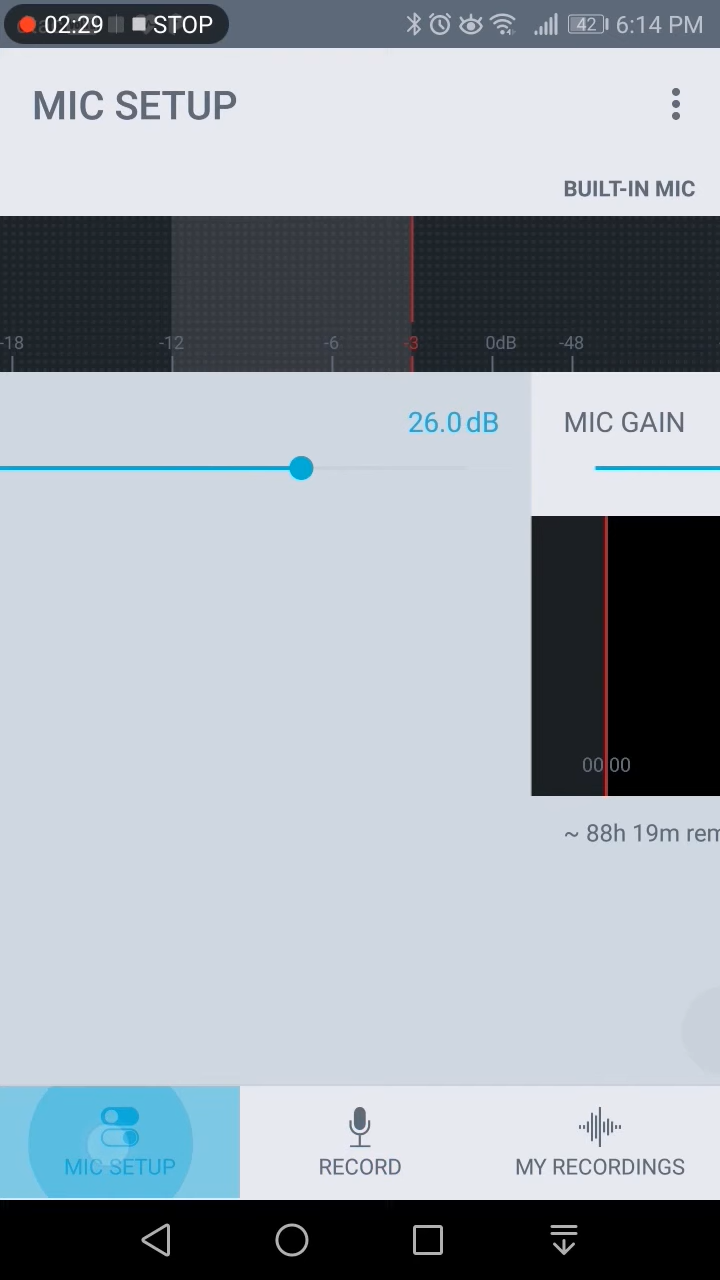 02:29 STOP 42 6:14 PM
MIC SETUP
BUILT-IN MIC
-18 -12 -6 -3 0dB -48
26.0 dB MIC GAIN
00:00
~ 88h 19m rem
MIC SETUP RECORD MY RECORDINGS